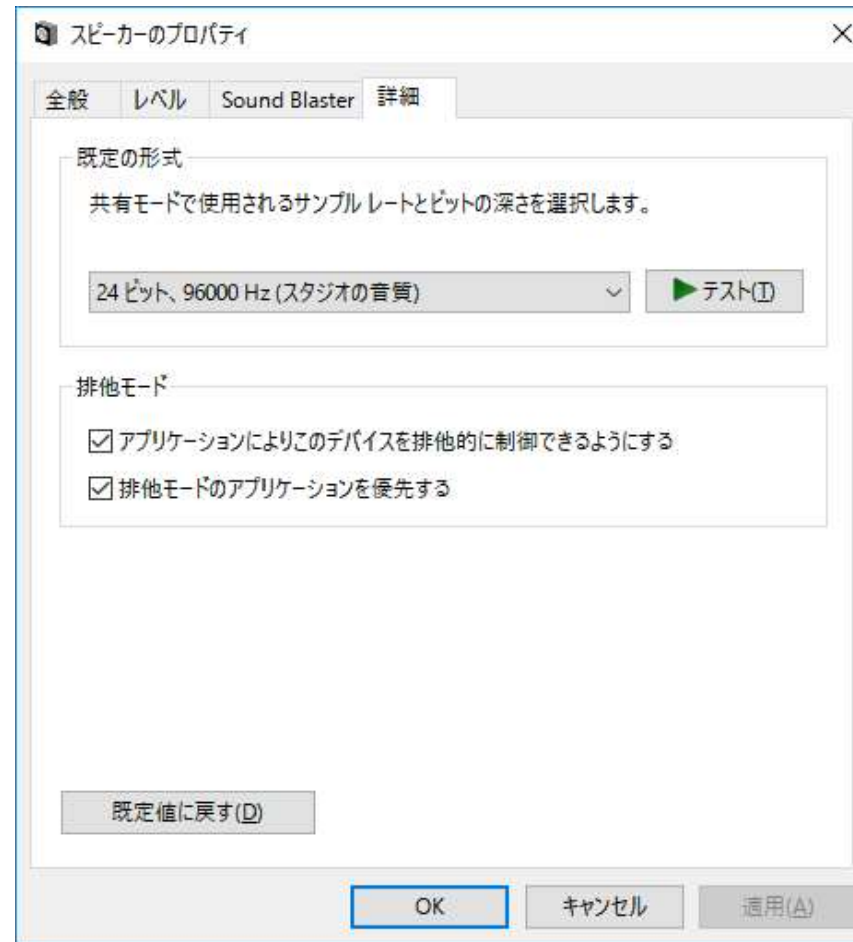 スピーカーのプロパティ
全般 レベル Sound Blaster 詳細
既定の形式
共有モードで使用されるサンプル レートとビットの深さを選択します。
24 ビット、96000 Hz (スタジオの音質) テスト(T)
排他モード
アプリケーションによりこのデバイスを排他的に制御できるようにする
排他モードのアプリケーションを優先する
既定値に戻す(D)
OK キャンセル 適用(A)